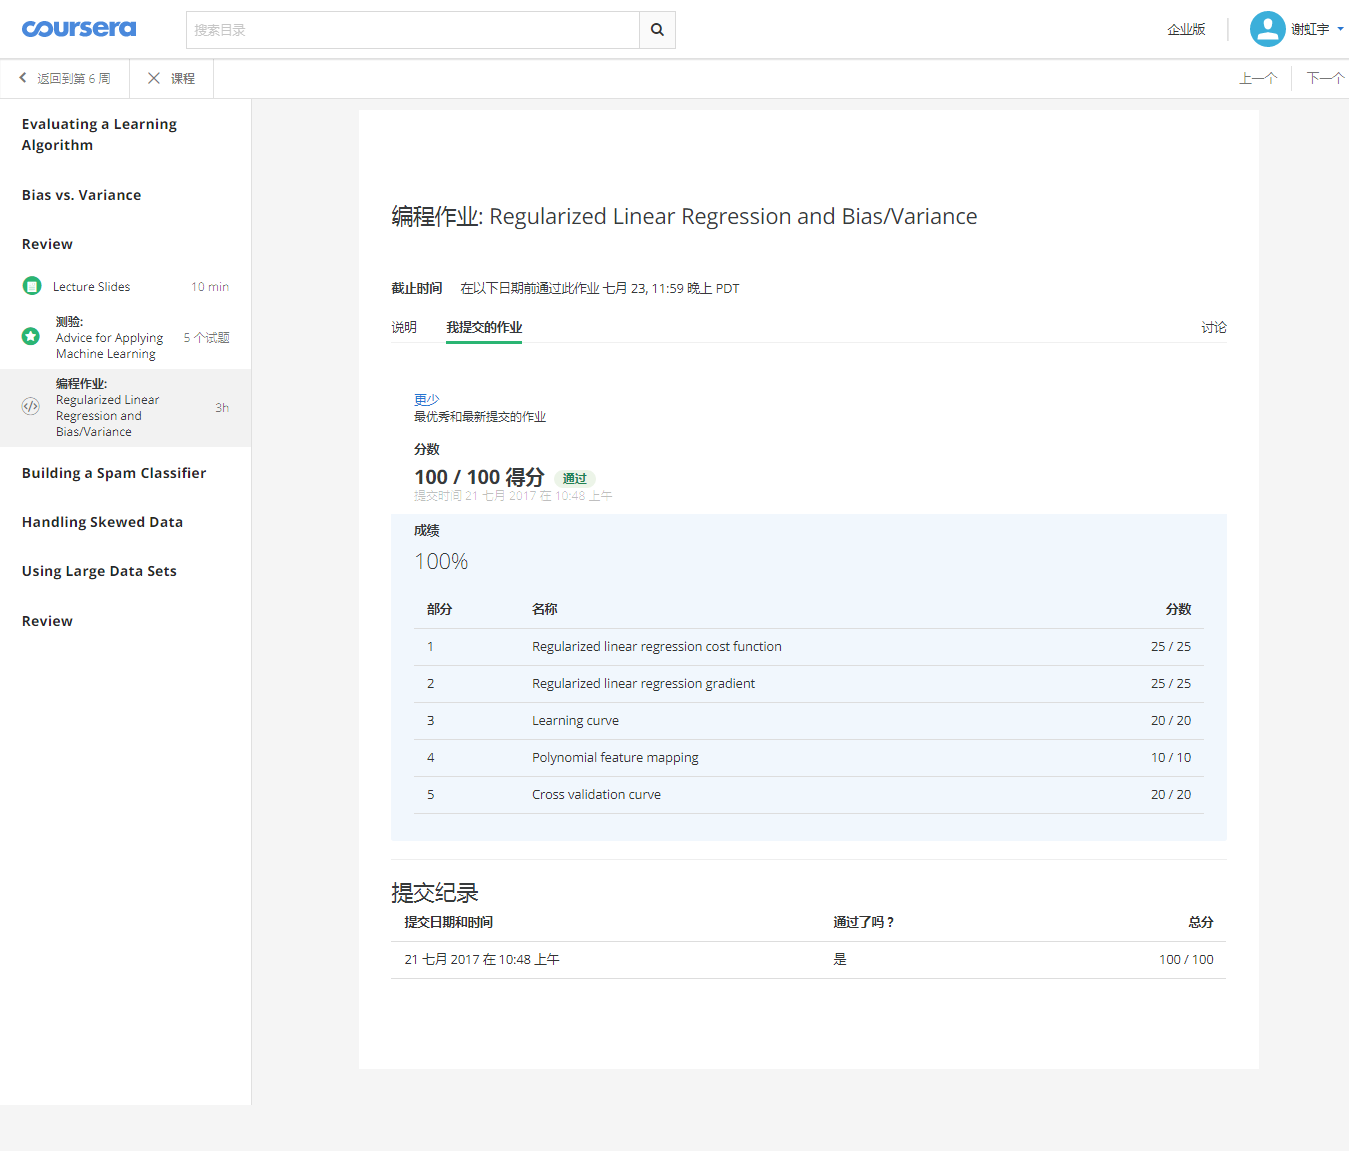 coursera
搜索目录
企业版
谢虹宇
返回到第 6 周
课程
上一个
下一个
Evaluating a Learning
Algorithm
Bias vs. Variance
Review
Lecture Slides
10 min
测验:
Advice for Applying
Machine Learning
5 个试题
编程作业:
Regularized Linear
Regression and
Bias/Variance
3h
Building a Spam Classifier
Handling Skewed Data
Using Large Data Sets
Review
编程作业: Regularized Linear Regression and Bias/Variance
截止时间 在以下日期前通过此作业 七月 23, 11:59 晚上 PDT
说明 我提交的作业 讨论
更少
最优秀和最新提交的作业
分数
100 / 100 得分 通过
提交时间 21 七月 2017 在 10:48 上午
成绩
100%
部分 名称 分数
1 Regularized linear regression cost function 25 / 25
2 Regularized linear regression gradient 25 / 25
3 Learning curve 20 / 20
4 Polynomial feature mapping 10 / 10
5 Cross validation curve 20 / 20
提交纪录
提交日期和时间 通过了吗？ 总分
21 七月 2017 在 10:48 上午 是 100 / 100